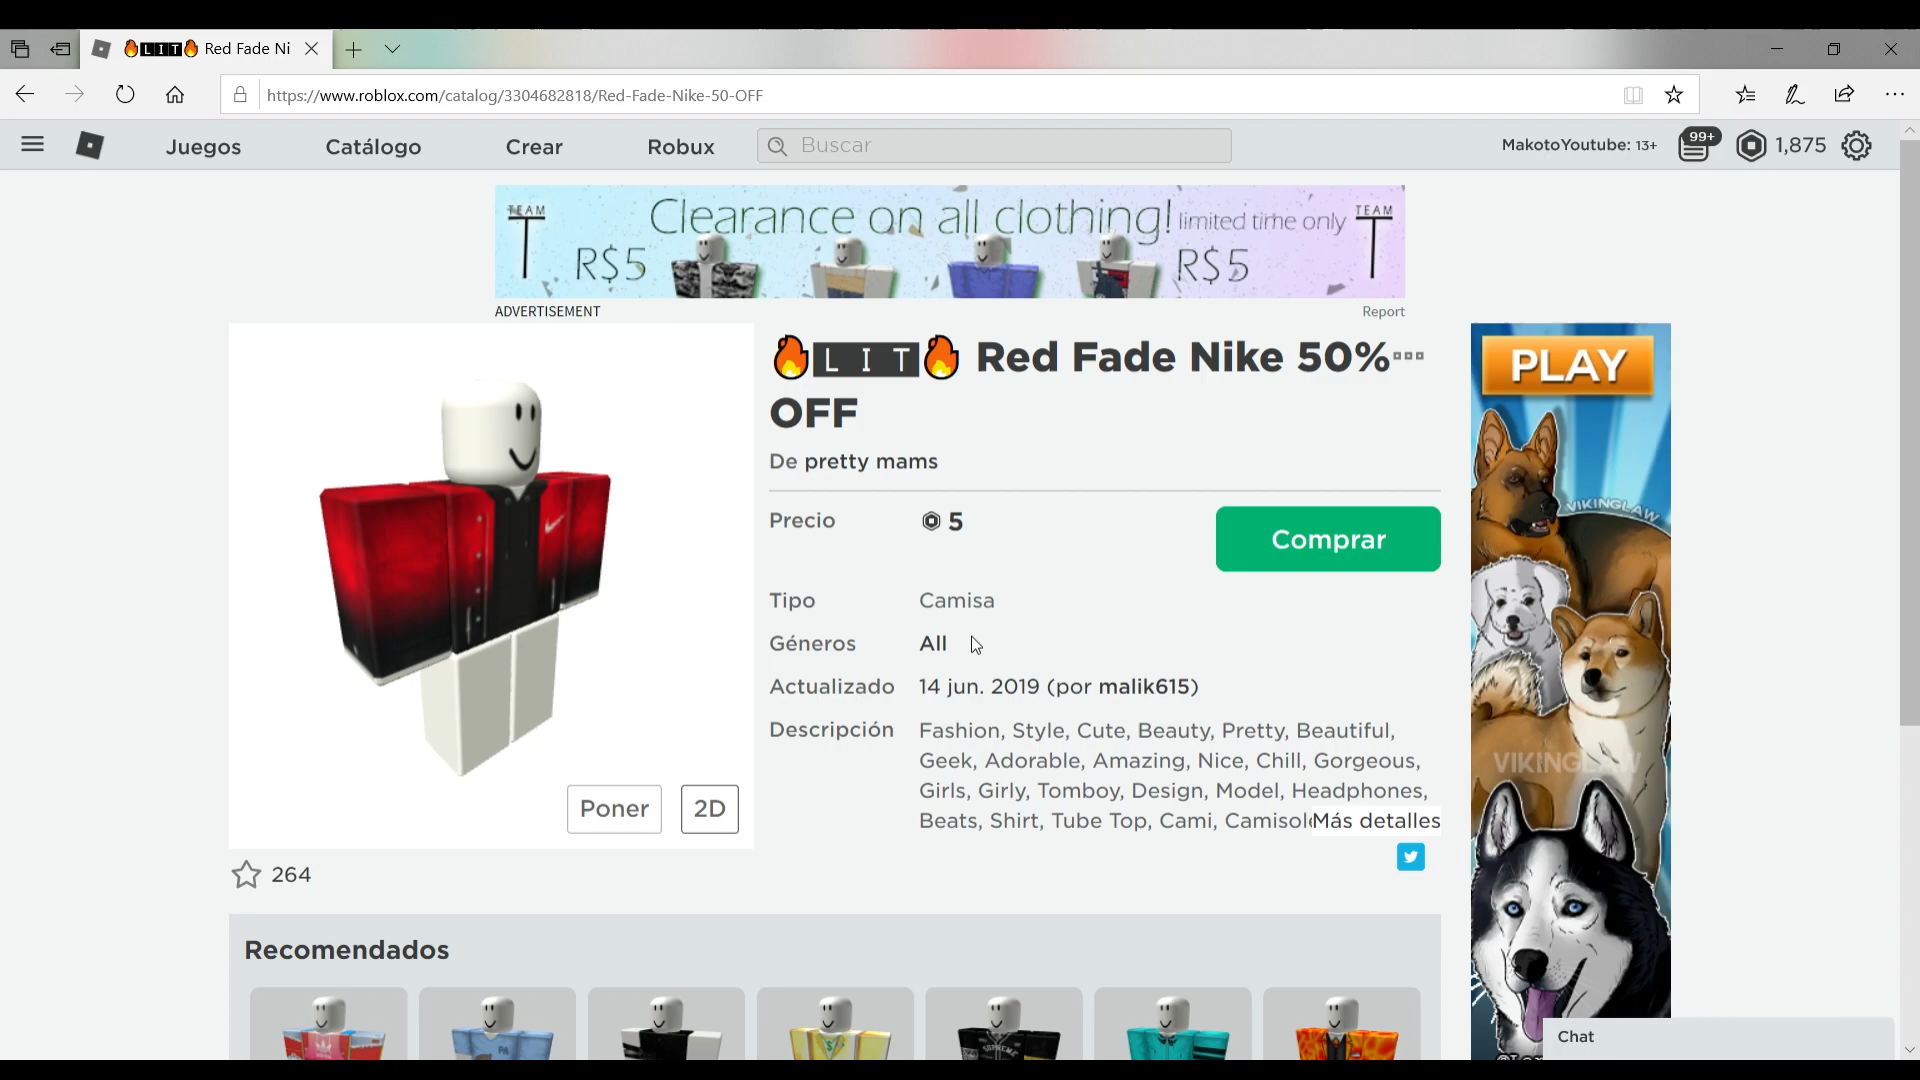 🔥🅻🅸🆃🔥 Red Fade Ni
https://www.roblox.com/catalog/3304682818/Red-Fade-Nike-50-OFF
Juegos Catálogo Crear Robux Buscar MakotoYoutube: 13+ 99+ 1,875
TEAM T Clearance on all clothing! limited time only TEAM T
R$5 R$5
ADVERTISEMENT Report
🔥🅻🅸🆃🔥 Red Fade Nike 50%
OFF
De pretty mams
Precio 5
Comprar
Tipo Camisa
Géneros All
Actualizado 14 jun. 2019 (por malik615)
Descripción Fashion, Style, Cute, Beauty, Pretty, Beautiful,
Geek, Adorable, Amazing, Nice, Chill, Gorgeous,
Girls, Girly, Tomboy, Design, Model, Headphones,
Beats, Shirt, Tube Top, Cami, Camisol Más detalles
Poner 2D
264
PLAY
VIKINGLAW
Recomendados
PA
SUPREME
Chat